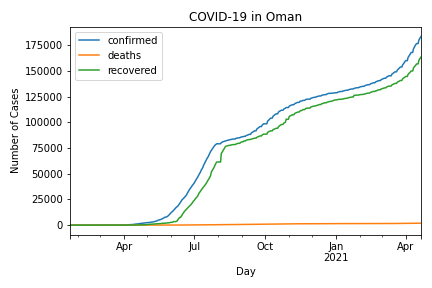 COVID-19 in Oman
confirmed
deaths
recovered
Number of Cases
175000
150000
125000
100000
75000
50000
25000
0
Apr Jul Oct Jan Apr
2021
Day